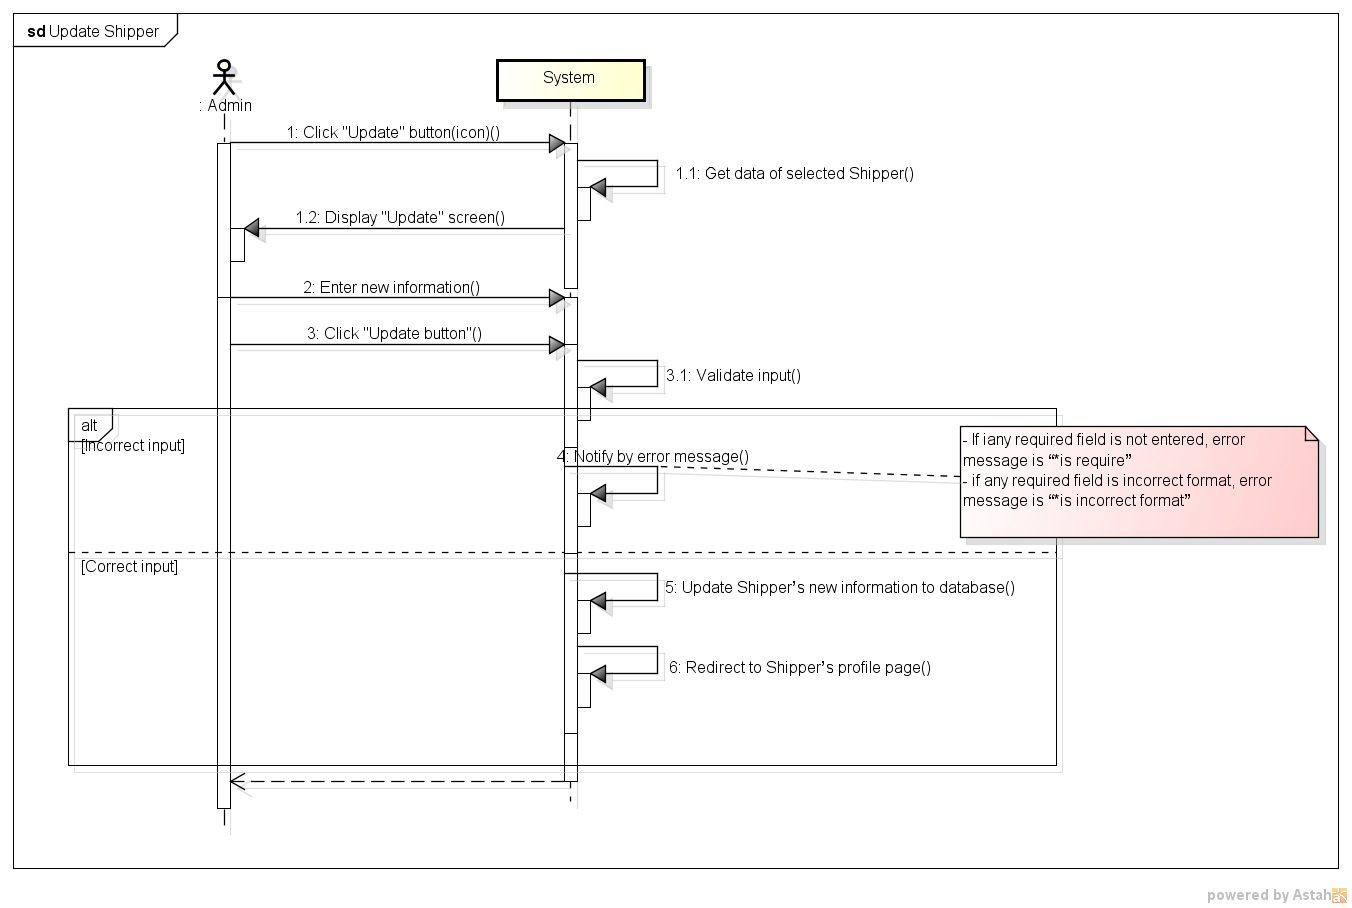 sd Update Shipper
: Admin
System
1: Click "Update" button(icon)()
1.1: Get data of selected Shipper()
1.2: Display "Update" screen()
2: Enter new information()
3: Click "Update button"()
3.1: Validate input()
alt
[Incorrect input]
4: Notify by error message()
- If iany required field is not entered, error
message is “*is require”
- if any required field is incorrect format, error
message is “*is incorrect format”
[Correct input]
5: Update Shipper’s new information to database()
6: Redirect to Shipper’s profile page()
powered by Astah